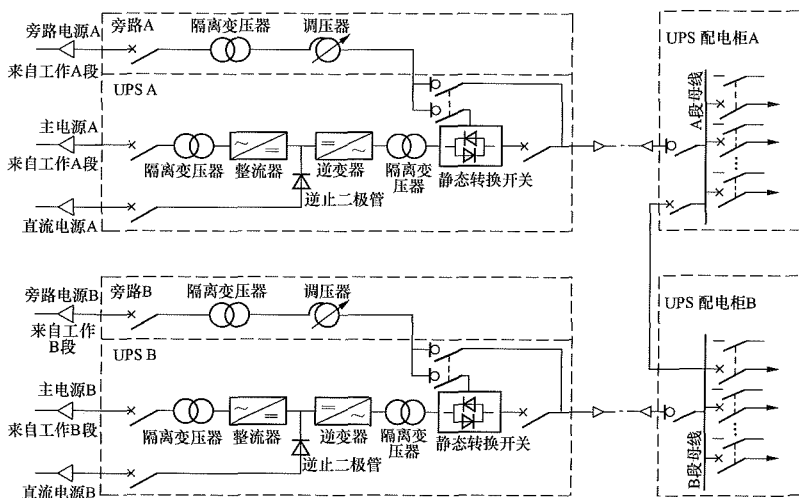 旁路电源A
来自工作A段
旁路A
隔离变压器
调压器
UPS 配电柜A
UPS A
A段母线
主电源A
来自工作A段
隔离变压器
整流器
逆变器
隔离变
压器
静态转换开关
逆止二极管
直流电源A
旁路电源B
来自工作
B段
旁路B
隔离变压器
调压器
UPS 配电柜B
UPS B
主电源B
来自工作B段
隔离变压器
整流器
逆变器
隔离变
压器
静态转换开关
逆止二极管
B段母线
直流电源B